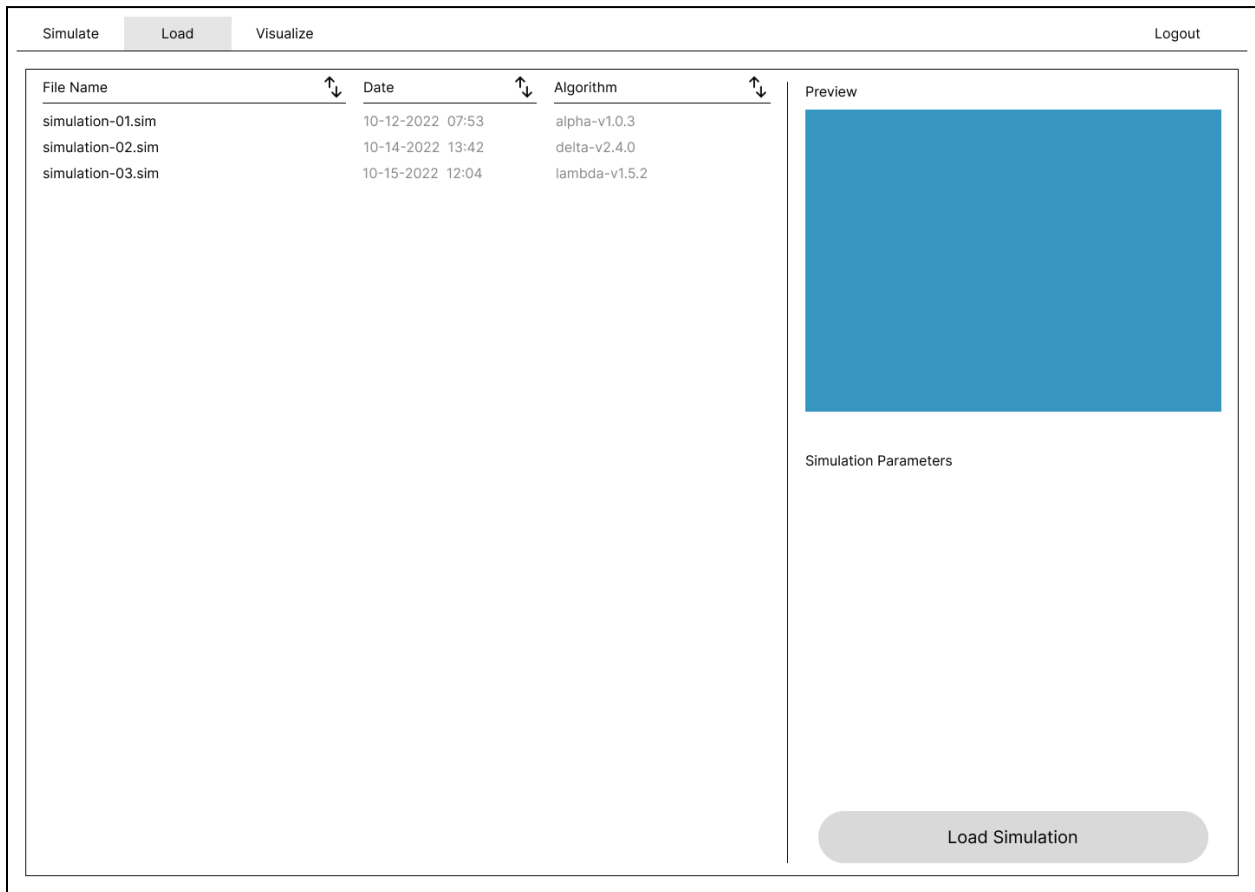 Simulate Load Visualize Logout
File Name Date Algorithm
simulation-01.sim 10-12-2022 07:53 alpha-v1.0.3
simulation-02.sim 10-14-2022 13:42 delta-v2.4.0
simulation-03.sim 10-15-2022 12:04 lambda-v1.5.2
Preview
Simulation Parameters
Load Simulation